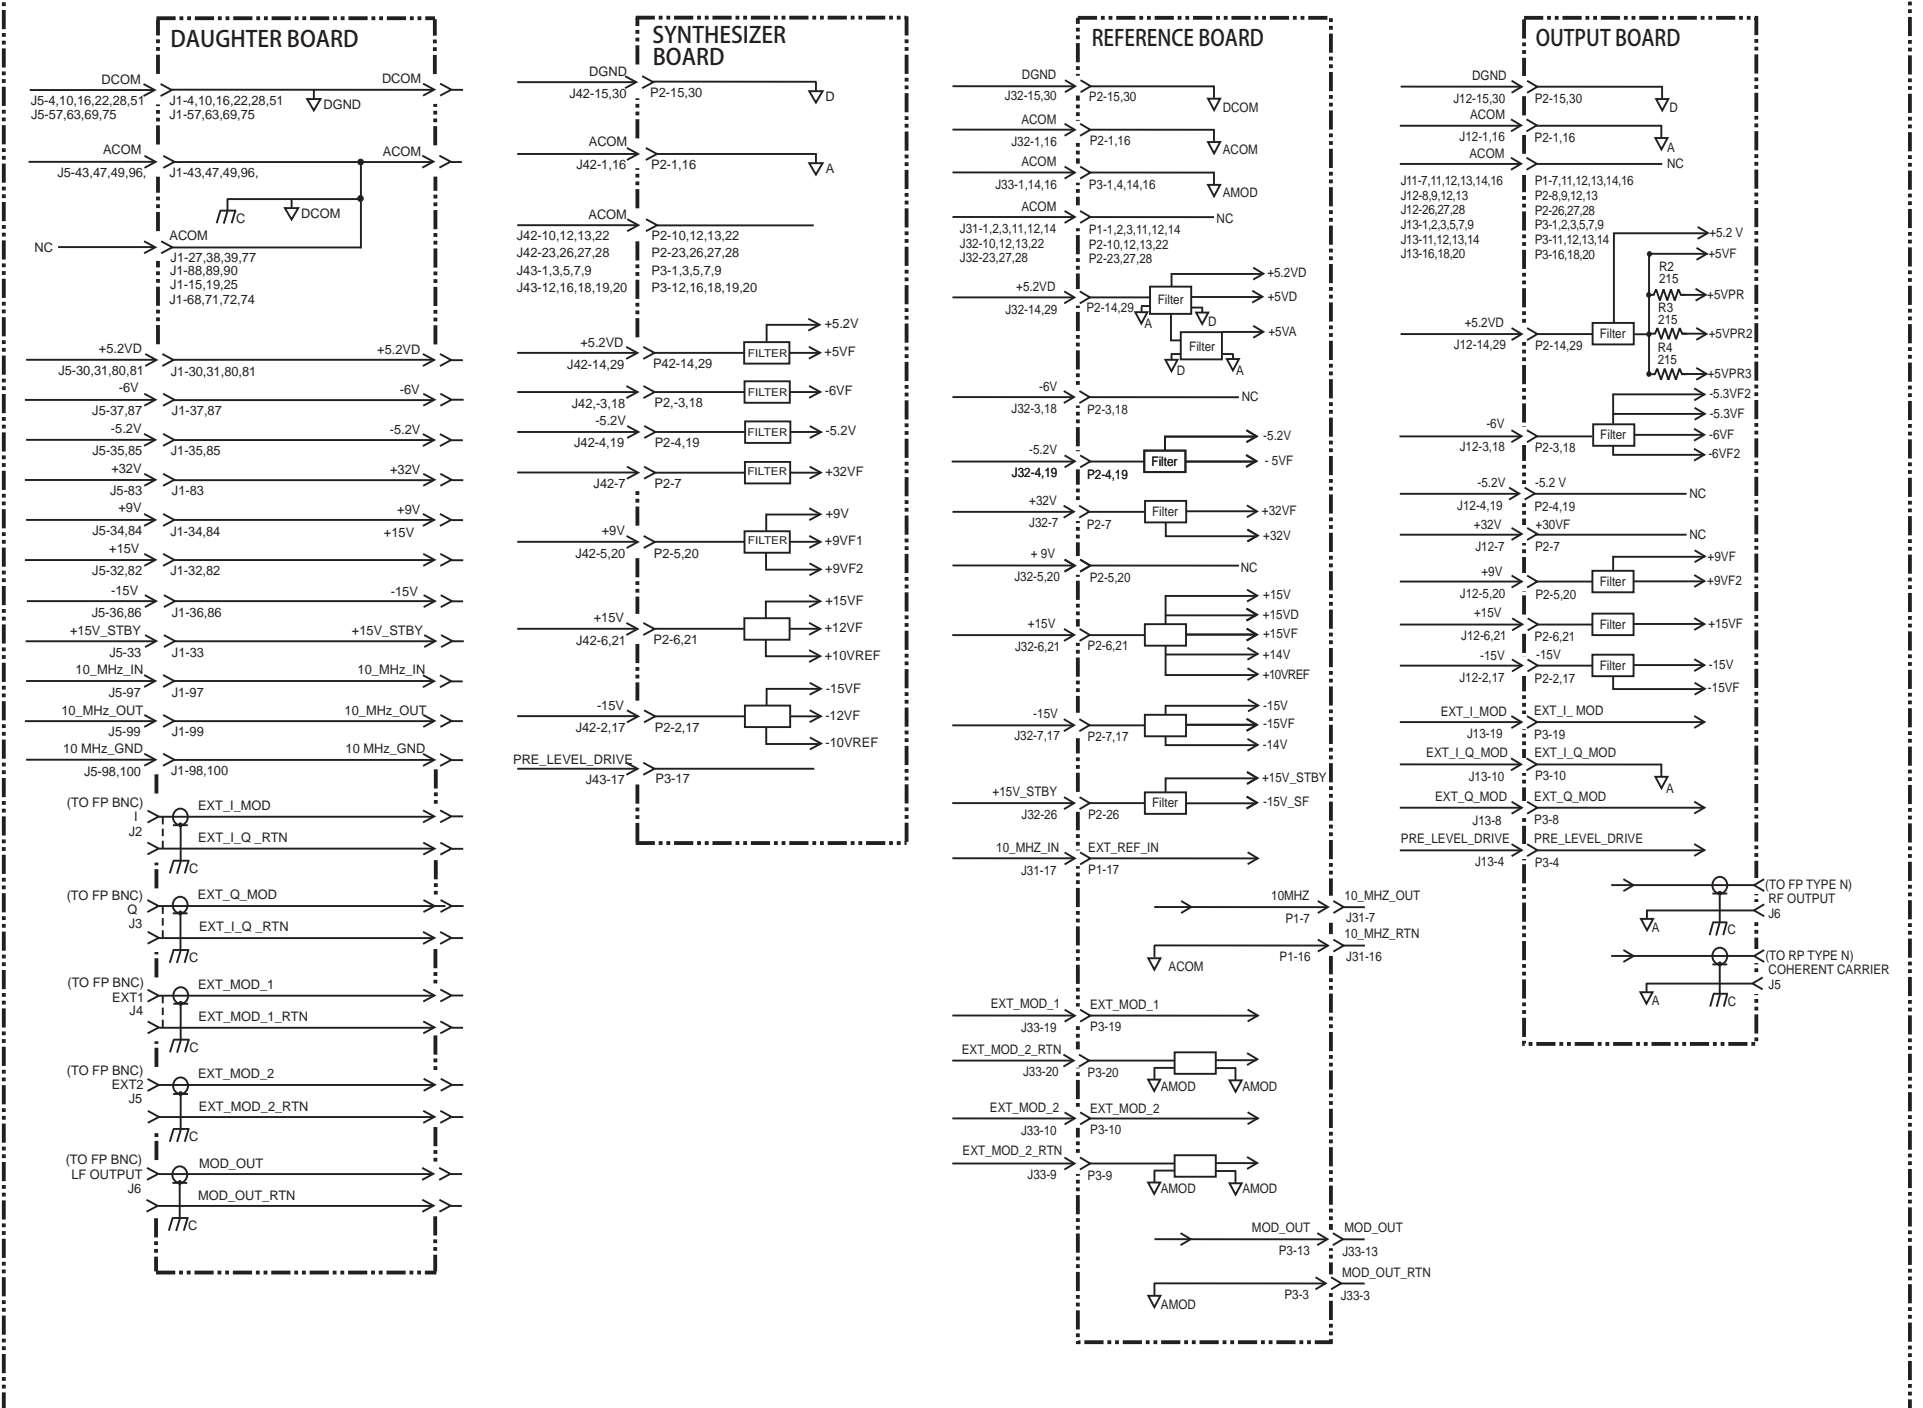 DAUGHTER BOARD
DCOM
DCOM
J5-4,10,16,22,28,51
J1-4,10,16,22,28,51
DGND
J5-57,63,69,75
J1-57,63,69,75
ACOM
ACOM
J5-43,47,49,96,
J1-43,47,49,96,
C
DCOM
NC
ACOM
J1-27,38,39,77
J1-88,89,90
J1-15,19,25
J1-68,71,72,74
+5.2VD
+5.2VD
J5-30,31,80,81
J1-30,31,80,81
-6V
-6V
J5-37,87
J1-37,87
-5.2V
-5.2V
J5-35,85
J1-35,85
+32V
+32V
J5-83
J1-83
+9V
+9V
J5-34,84
J1-34,84
+15V
+15V
J5-32,82
J1-32,82
-15V
-15V
J5-36,86
J1-36,86
+15V_STBY
+15V_STBY
J5-33
J1-33
10_MHz_IN
10_MHz_IN
J5-97
J1-97
10_MHz_OUT
10_MHz_OUT
J5-99
J1-99
10 MHz_GND
10 MHz_GND
J5-98,100
J1-98,100
(TO FP BNC)
I
J2
EXT_I_MOD
EXT_I_Q _RTN
C
(TO FP BNC)
Q
J3
EXT_Q_MOD
EXT_I_Q _RTN
C
(TO FP BNC)
EXT1
J4
EXT_MOD_1
EXT_MOD_1_RTN
C
(TO FP BNC)
EXT2
J5
EXT_MOD_2
EXT_MOD_2_RTN
C
(TO FP BNC)
LF OUTPUT
J6
MOD_OUT
MOD_OUT_RTN
C
SYNTHESIZER
BOARD
DGND
J42-15,30
P2-15,30
D
ACOM
J42-1,16
P2-1,16
A
ACOM
J42-10,12,13,22
P2-10,12,13,22
J42-23,26,27,28
P2-23,26,27,28
J43-1,3,5,7,9
P3-1,3,5,7,9
J43-12,16,18,19,20
P3-12,16,18,19,20
+5.2V
+5.2VD
FILTER
+5VF
J42-14,29
P42-14,29
J42,-3,18
P2,-3,18
FILTER
-6VF
-5.2V
J42-4,19
P2-4,19
FILTER
-5.2V
J42-7
P2-7
FILTER
+32VF
+9V
+9V
J42-5,20
P2-5,20
FILTER
+9VF1
+9VF2
+15VF
+15V
J42-6,21
P2-6,21
+12VF
+10VREF
-15VF
-15V
J42-2,17
P2-2,17
-12VF
-10VREF
PRE_LEVEL_DRIVE
J43-17
P3-17
REFERENCE BOARD
DGND
J32-15,30
P2-15,30
DCOM
ACOM
J32-1,16
P2-1,16
ACOM
ACOM
J33-1,14,16
P3-1,4,14,16
AMOD
ACOM
NC
J31-1,2,3,11,12,14
P1-1,2,3,11,12,14
J32-10,12,13,22
P2-10,12,13,22
J32-23,27,28
P2-23,27,28
+5.2VD
+5.2VD
J32-14,29
P2-14,29
Filter
+5VD
A
D
Filter
+5VA
D
A
-6V
J32-3,18
P2-3,18
NC
-5.2V
-5.2V
J32-4,19
P2-4,19
Filter
- 5VF
+32V
J32-7
P2-7
Filter
+32VF
+32V
+ 9V
J32-5,20
P2-5,20
NC
+15V
+15VD
+15V
J32-6,21
P2-6,21
+15VF
+14V
+10VREF
-15V
-15V
J32-7,17
P2-7,17
-15VF
-14V
+15V_STBY
+15V_STBY
J32-26
P2-26
Filter
-15V_SF
10_MHZ_IN
EXT_REF_IN
J31-17
P1-17
10MHZ
10_MHZ_OUT
P1-7
J31-7
10_MHZ_RTN
ACOM
P1-16
J31-16
EXT_MOD_1
EXT_MOD_1
J33-19
P3-19
EXT_MOD_2_RTN
J33-20
P3-20
AMOD
AMOD
EXT_MOD_2
EXT_MOD_2
J33-10
P3-10
EXT_MOD_2_RTN
J33-9
P3-9
AMOD
AMOD
MOD_OUT
MOD_OUT
P3-13
J33-13
MOD_OUT_RTN
AMOD
P3-3
J33-3
OUTPUT BOARD
DGND
J12-15,30
P2-15,30
D
ACOM
J12-1,16
P2-1,16
A
ACOM
NC
J11-7,11,12,13,14,16
P1-7,11,12,13,14,16
J12-8,9,12,13
P2-8,9,12,13
J12-26,27,28
P2-26,27,28
J13-1,2,3,5,7,9
P3-1,2,3,5,7,9
J13-11,12,13,14
P3-11,12,13,14
J13-16,18,20
P3-16,18,20
+5.2 V
+5VF
R2
215
+5VPR
R3
215
+5.2VD
J12-14,29
P2-14,29
Filter
+5VPR2
R4
215
+5VPR3
-5.3VF2
-5.3VF
-6V
J12-3,18
P2-3,18
Filter
-6VF
-6VF2
-5.2V
-5.2 V
NC
J12-4,19
P2-4,19
+32V
+30VF
NC
J12-7
P2-7
+9VF
+9V
J12-5,20
P2-5,20
Filter
+9VF2
+15V
J12-6,21
P2-6,21
Filter
+15VF
-15V
-15V
J12-2,17
P2-2,17
Filter
-15V
-15VF
EXT_I_MOD
EXT_I_ MOD
J13-19
P3-19
EXT_I_Q_MOD
EXT_I_Q_MOD
J13-10
P3-10
A
EXT_Q_MOD
EXT_Q_MOD
J13-8
P3-8
PRE_LEVEL_DRIVE
PRE_LEVEL_DRIVE
J13-4
P3-4
(TO FP TYPE N)
RF OUTPUT
J6
A
C
(TO RP TYPE N)
COHERENT CARRIER
J5
A
C